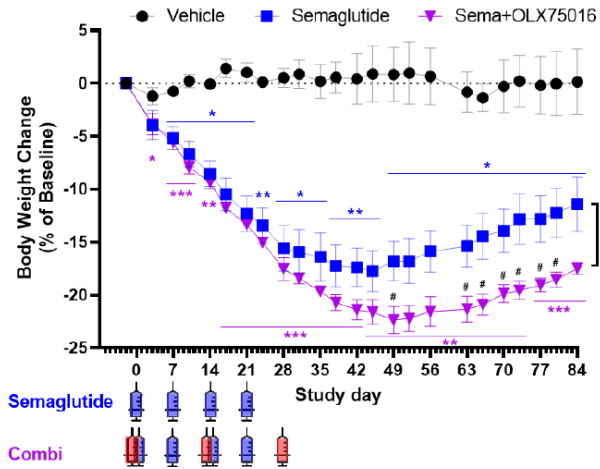 Vehicle Semaglutide Sema+OLX75016
Body Weight Change
(% of Baseline)
5
0
-5
-10
-15
-20
-25
* *
*** ** ** * ** *
# # # # # # #
*** ** ***
0 7 14 21 28 35 42 49 56 63 70 77 84
Study day
Semaglutide
Combi